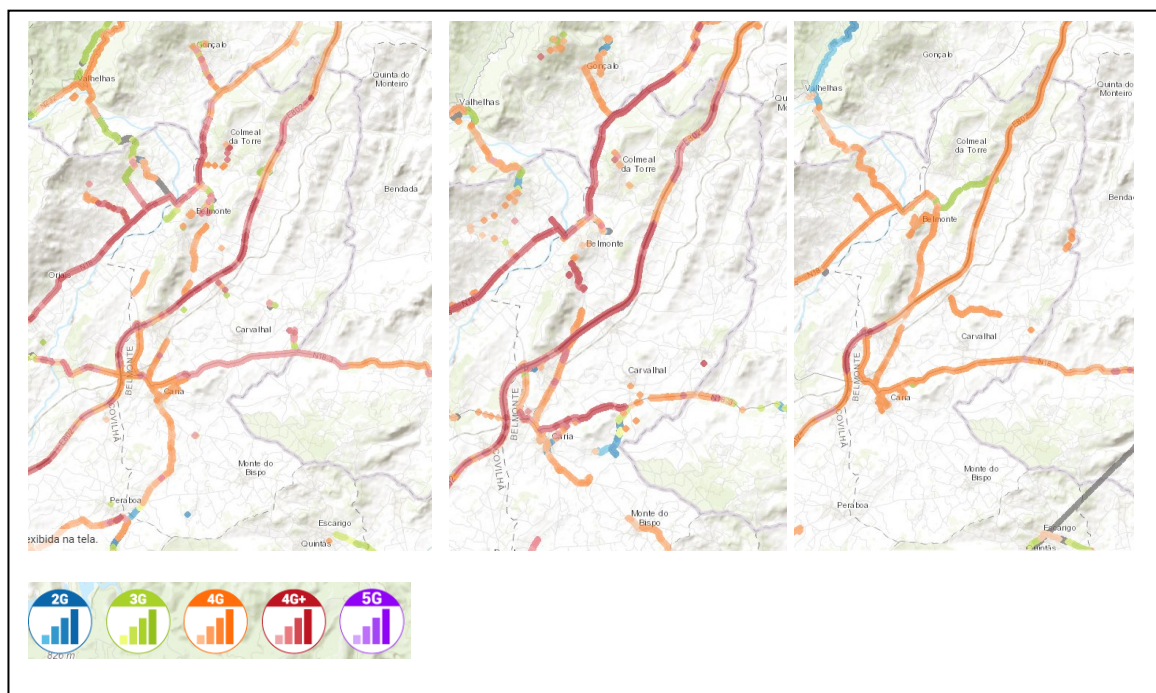 Gonçalo
Valhelhas
Quinta do
Monteiro
Colmeal
da Torre
Bendada
Belmonte
Carvalhal
BELMONTE
Caria
COVILHÃ
Monte do
Bispo
Peraboa
Escarigo
Quintãs
exibida na tela.
Gonçalo
Valhelhas
Colmeal
da Torre
Belmonte
Carvalhal
BELMONTE
Caria
COVILHÃ
Monte do
Bispo
Gonçalo
Valhelhas
Quinta do
Monteiro
Colmeal
da Torre
Belmonte
Carvalhal
BELMONTE
Caria
COVILHÃ
Monte do
Bispo
Peraboa
Escarigo
2G
3G
4G
4G+
5G
826 m